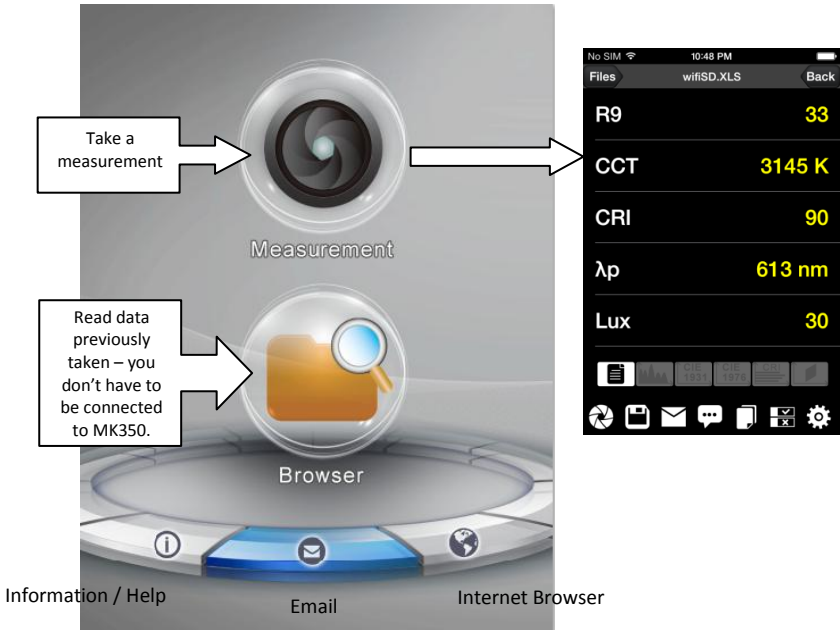 Take a
measurement
Measurement
Read data
previously
taken – you
don't have to
be connected
to MK350.
Browser
Information / Help
Email
Internet Browser
No SIM 10:48 PM
Files wifiSD.XLS Back
R9 33
CCT 3145 K
CRI 90
λp 613 nm
Lux 30
CIE
1931
CIE
1976
CRI